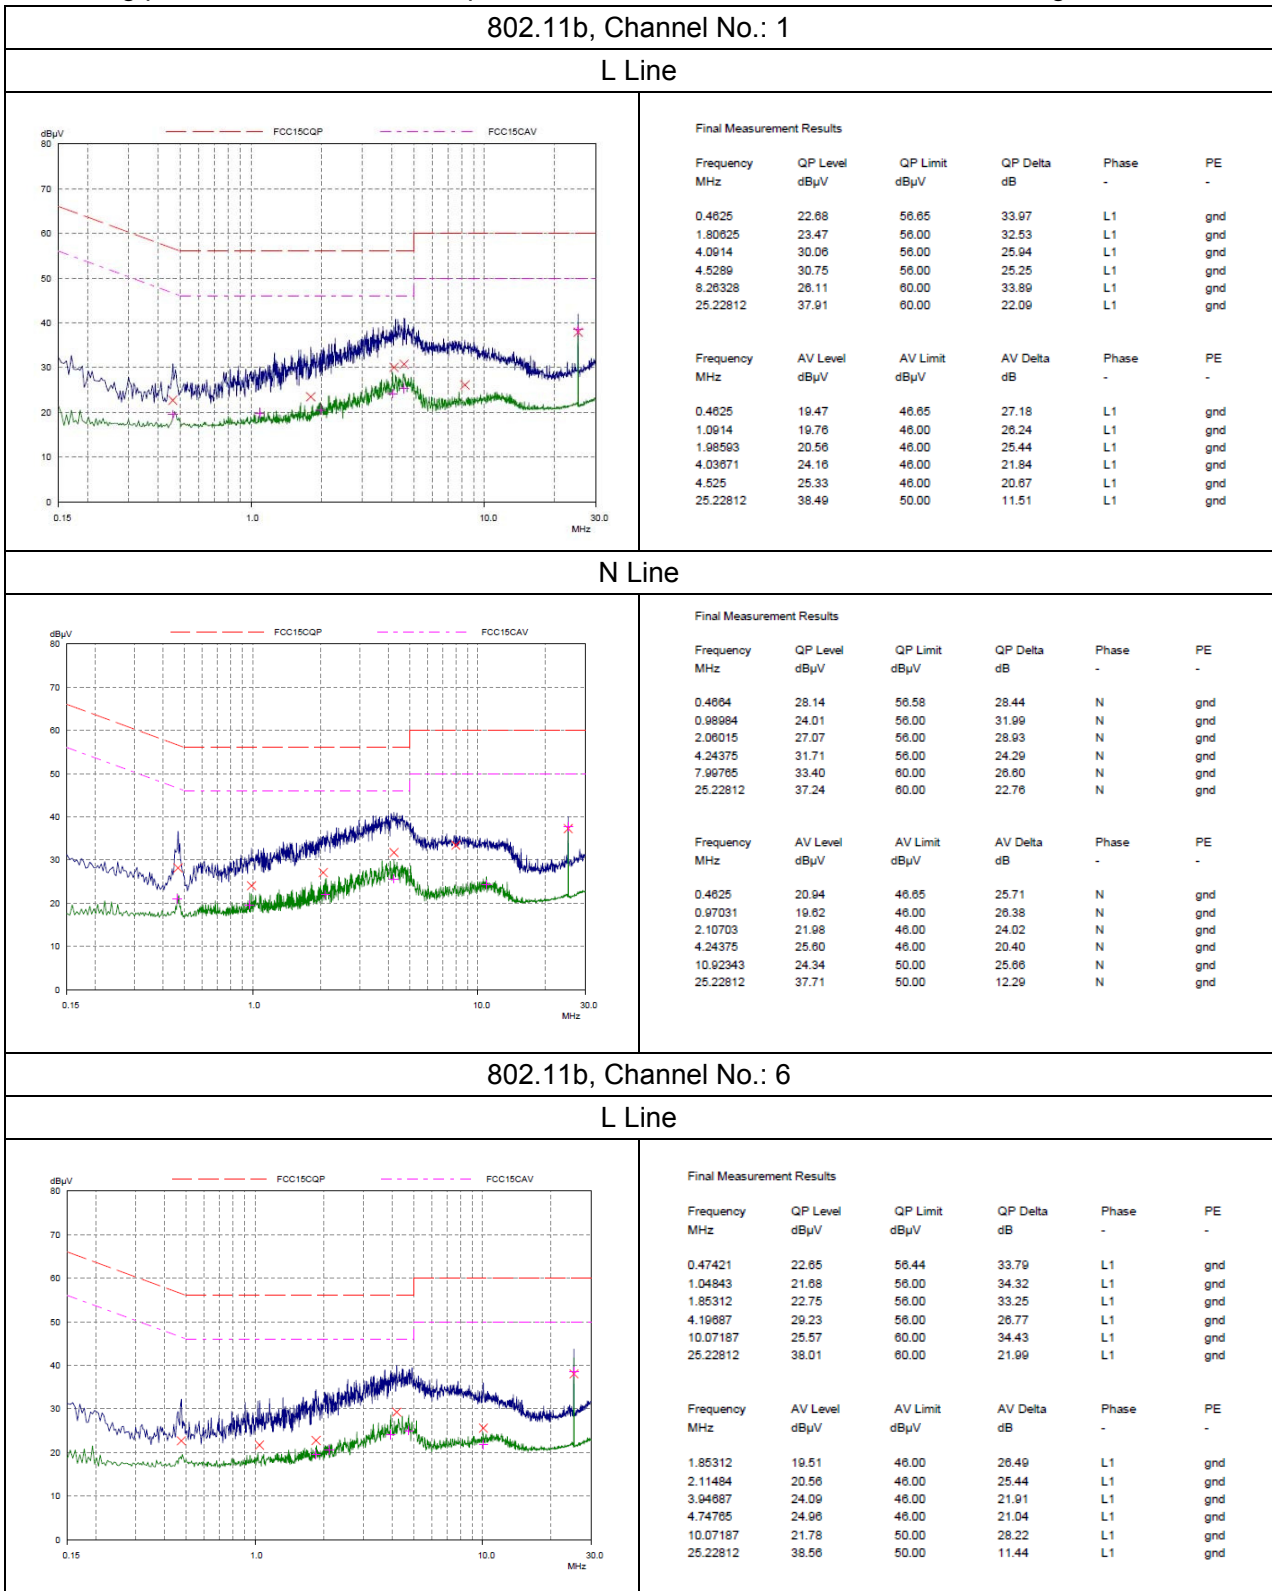 802.11b, Channel No.: 1
L Line
dBµV
FCC15CQP
FCC15CAV
80
70
60
50
40
30
20
10
0
0.15
1.0
10.0
30.0
MHz
Final Measurement Results
Frequency QP Level QP Limit QP Delta Phase PE
MHz dBµV dBµV dB - -
0.4625 22.68 56.65 33.97 L1 gnd
1.80625 23.47 56.00 32.53 L1 gnd
4.0914 30.06 56.00 25.94 L1 gnd
4.5289 30.75 56.00 25.25 L1 gnd
8.26328 26.11 60.00 33.89 L1 gnd
25.22812 37.91 60.00 22.09 L1 gnd
Frequency AV Level AV Limit AV Delta Phase PE
MHz dBµV dBµV dB - -
0.4625 19.47 46.65 27.18 L1 gnd
1.0914 19.76 46.00 26.24 L1 gnd
1.98593 20.56 46.00 25.44 L1 gnd
4.03671 24.16 46.00 21.84 L1 gnd
4.525 25.33 46.00 20.67 L1 gnd
25.22812 38.49 50.00 11.51 L1 gnd
N Line
dBµV
FCC15CQP
FCC15CAV
80
70
60
50
40
30
20
10
0
0.15
1.0
10.0
30.0
MHz
Final Measurement Results
Frequency QP Level QP Limit QP Delta Phase PE
MHz dBµV dBµV dB - -
0.4664 28.14 56.58 28.44 N gnd
0.98984 24.01 56.00 31.99 N gnd
2.06015 27.07 56.00 28.93 N gnd
4.24375 31.71 56.00 24.29 N gnd
7.99765 33.40 60.00 26.60 N gnd
25.22812 37.24 60.00 22.76 N gnd
Frequency AV Level AV Limit AV Delta Phase PE
MHz dBµV dBµV dB - -
0.4625 20.94 46.65 25.71 N gnd
0.97031 19.62 46.00 26.38 N gnd
2.10703 21.98 46.00 24.02 N gnd
4.24375 25.60 46.00 20.40 N gnd
10.92343 24.34 50.00 25.66 N gnd
25.22812 37.71 50.00 12.29 N gnd
802.11b, Channel No.: 6
L Line
dBµV
FCC15CQP
FCC15CAV
80
70
60
50
40
30
20
10
0
0.15
1.0
10.0
30.0
MHz
Final Measurement Results
Frequency QP Level QP Limit QP Delta Phase PE
MHz dBµV dBµV dB - -
0.47421 22.65 56.44 33.79 L1 gnd
1.04843 21.68 56.00 34.32 L1 gnd
1.85312 22.75 56.00 33.25 L1 gnd
4.19687 29.23 56.00 26.77 L1 gnd
10.07187 25.57 60.00 34.43 L1 gnd
25.22812 38.01 60.00 21.99 L1 gnd
Frequency AV Level AV Limit AV Delta Phase PE
MHz dBµV dBµV dB - -
1.85312 19.51 46.00 26.49 L1 gnd
2.11484 20.56 46.00 25.44 L1 gnd
3.94687 24.09 46.00 21.91 L1 gnd
4.74765 24.96 46.00 21.04 L1 gnd
10.07187 21.78 50.00 28.22 L1 gnd
25.22812 38.56 50.00 11.44 L1 gnd